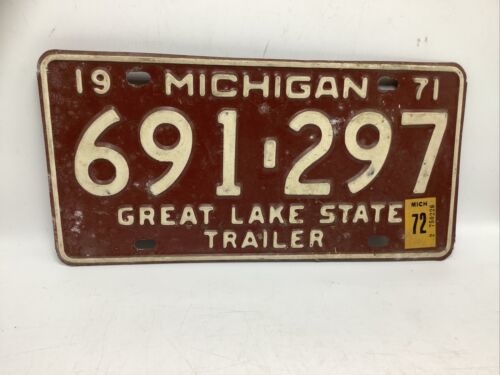 19 MICHIGAN 71
691-297
GREAT LAKE STATE
TRAILER
MICH
72